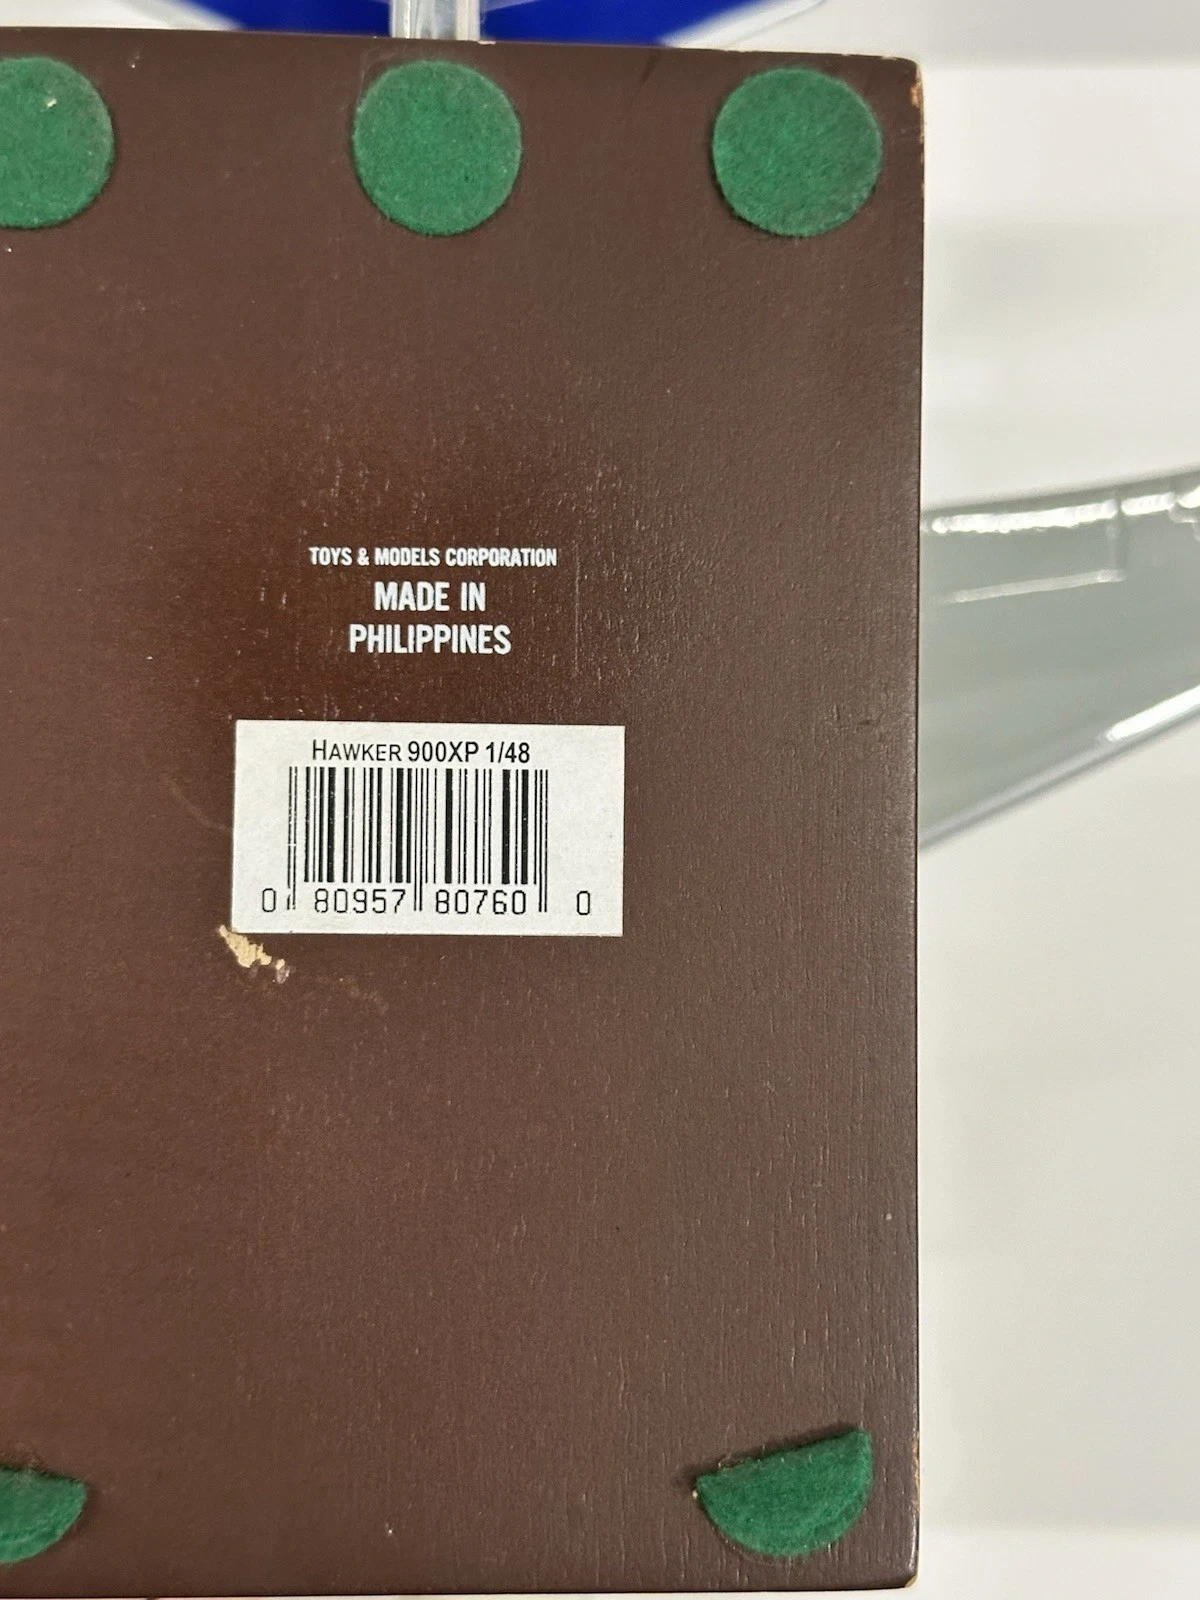 TOYS & MODELS CORPORATION
MADE IN
PHILIPPINES
HAWKER 900XP 1/48
0 80957 80760 0